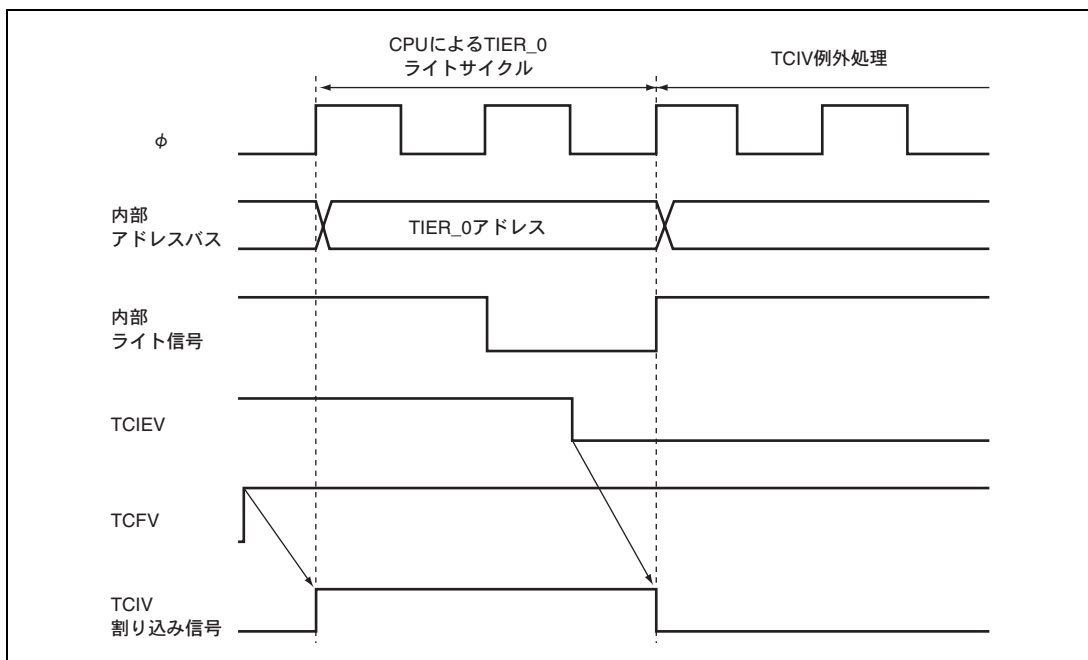 CPUによるTIER_0
ライトサイクル
TCIV例外処理
φ
内部
アドレスバス
TIER_0アドレス
内部
ライト信号
TCIEV
TCFV
TCIV
割り込み信号